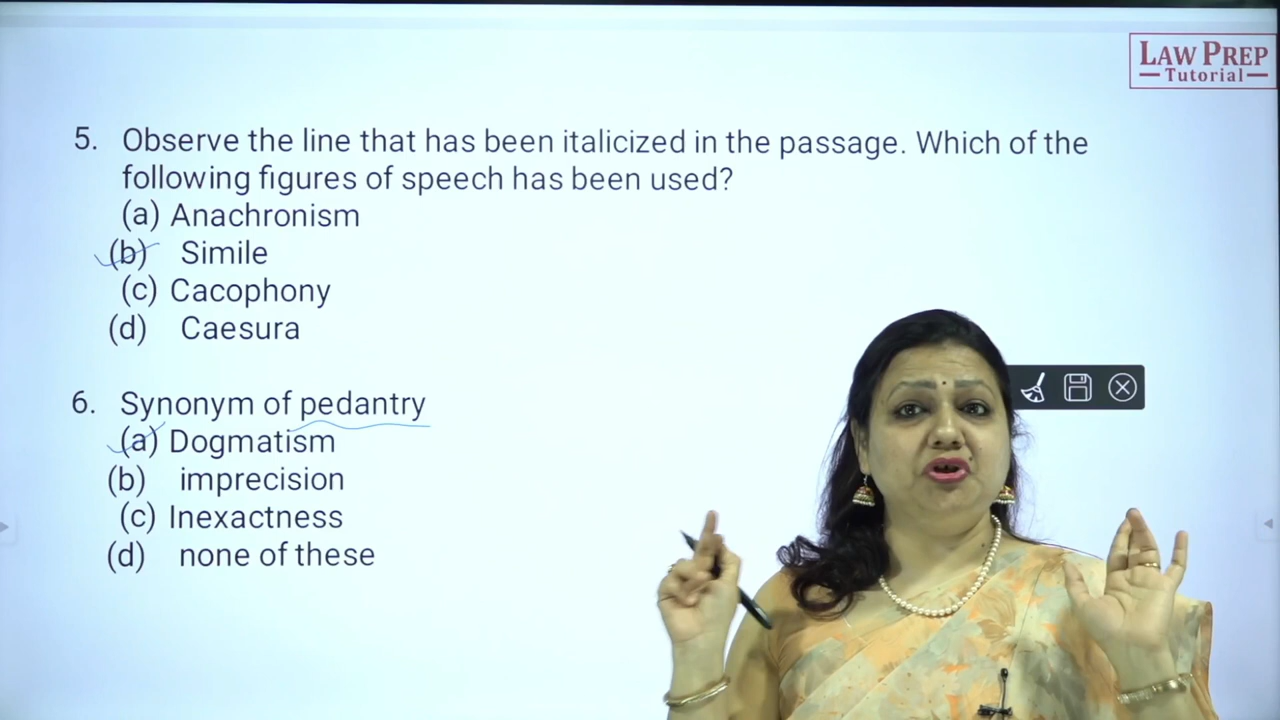 LAW PREP
Tutorial
5. Observe the line that has been italicized in the passage. Which of the
following figures of speech has been used?
(a) Anachronism
(b) Simile
(c) Cacophony
(d) Caesura
6. Synonym of pedantry
(a) Dogmatism
(b) imprecision
(c) Inexactness
(d) none of these